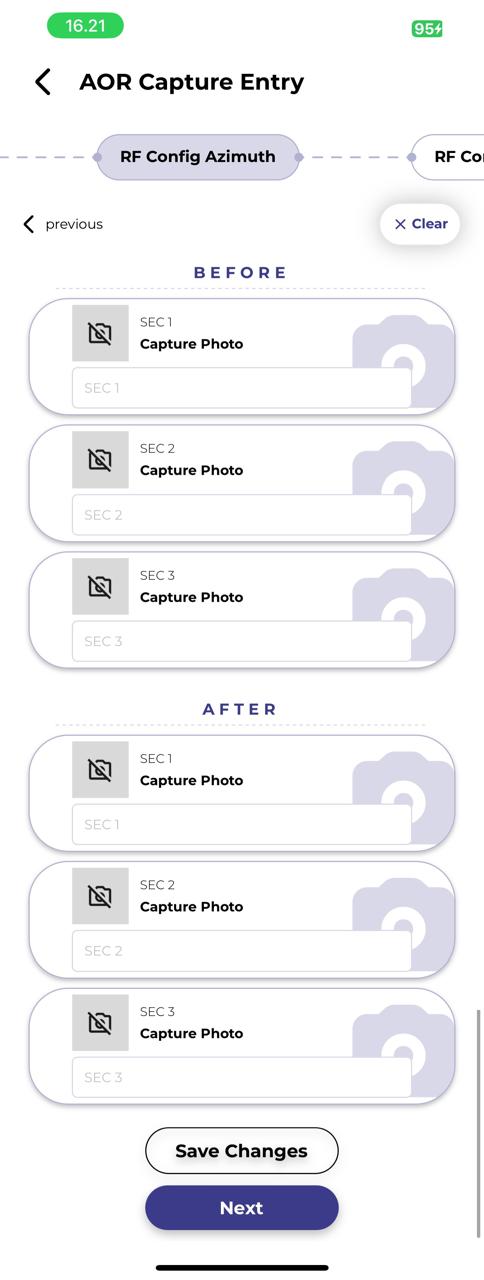 16.21
95
AOR Capture Entry
RF Config Azimuth
RF Co
previous
Clear
BEFORE
SEC 1
Capture Photo
SEC 1
SEC 2
Capture Photo
SEC 2
SEC 3
Capture Photo
SEC 3
AFTER
SEC 1
Capture Photo
SEC 1
SEC 2
Capture Photo
SEC 2
SEC 3
Capture Photo
SEC 3
Save Changes
Next